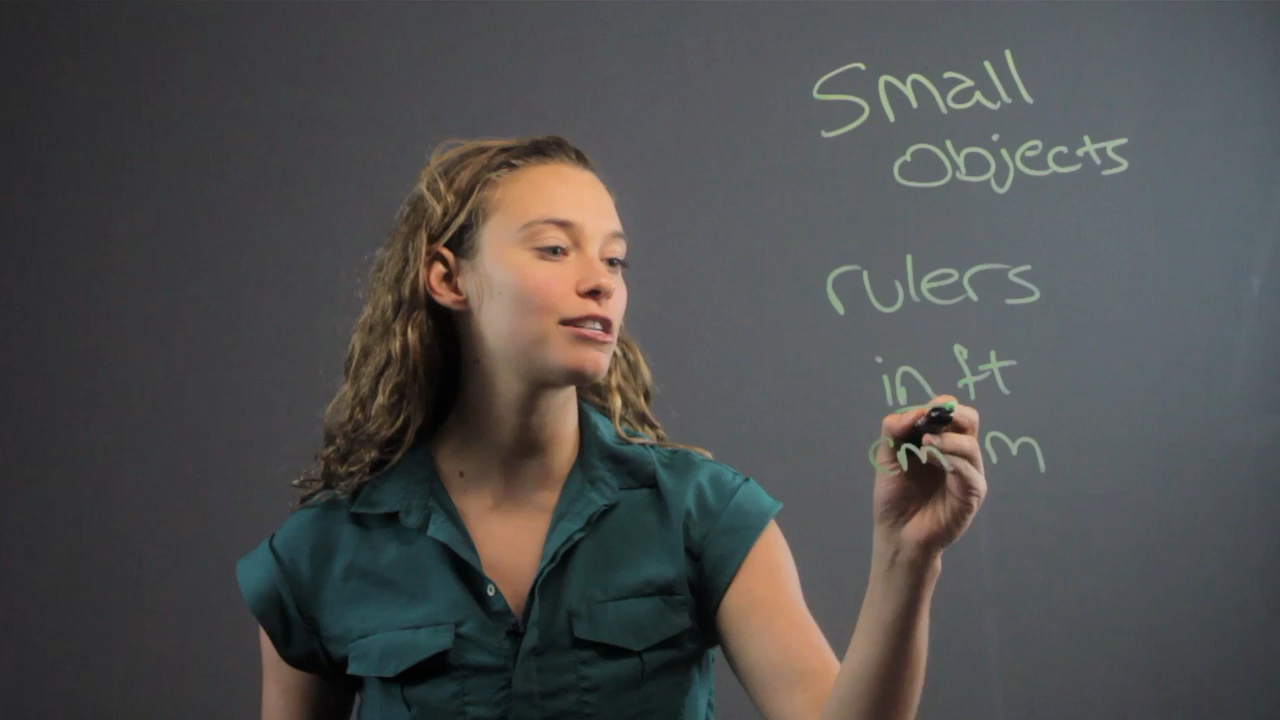 Small
Objects
rulers
in ft
cm m